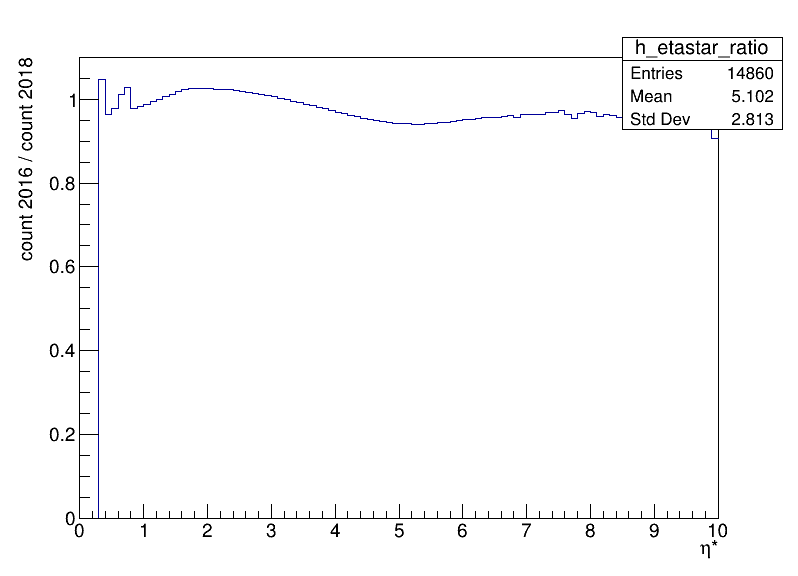 h_etastar_ratio
Entries 14860
Mean 5.102
Std Dev 2.813
count 2016 / count 2018
1
0.8
0.6
0.4
0.2
0
0 1 2 3 4 5 6 7 8 9 10
η*